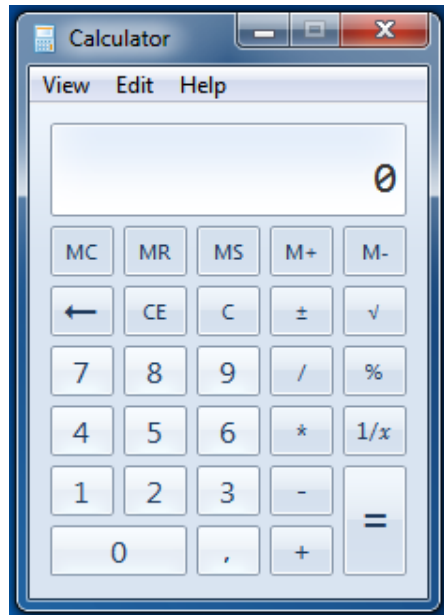 Calculator
View Edit Help
0
MC MR MS M+ M-
← CE C ± √
7 8 9 / %
4 5 6 * 1/x
1 2 3 - =
0 , +